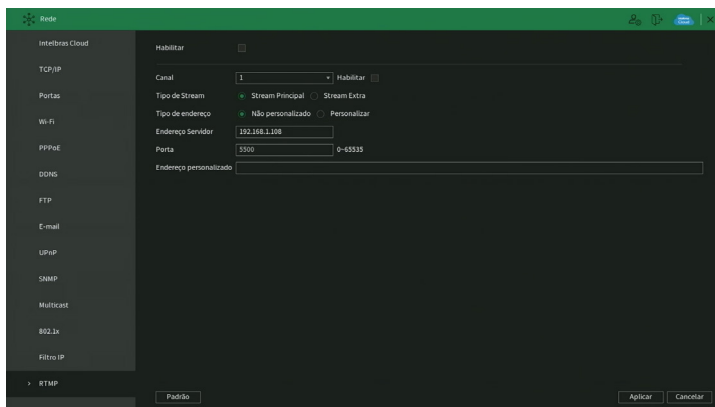 Rede
Intelbras Cloud
TCP/IP
Portas
Wi-Fi
PPPoE
DDNS
FTP
E-mail
UPnP
SNMP
Multicast
802.1x
Filtro IP
> RTMP
Habilitar
Canal 1 Habilitar
Tipo de Stream Stream Principal Stream Extra
Tipo de endereço Não personalizado Personalizar
Endereço Servidor 192.168.1.108
Porta 5500 0~65535
Endereço personalizado
Padrão Aplicar Cancelar